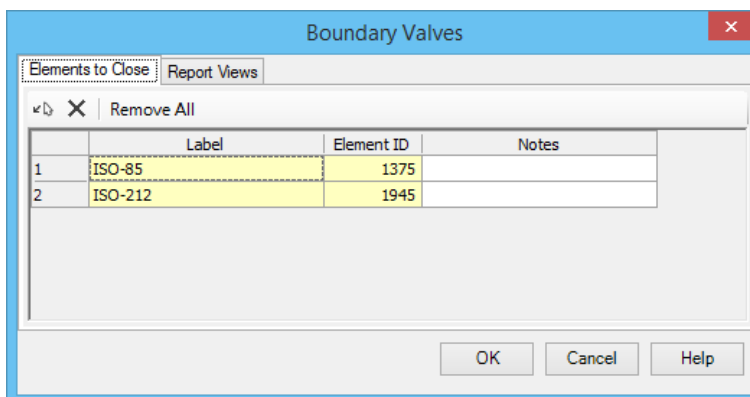 Boundary Valves
Elements to Close Report Views
Remove All
Label Element ID Notes
1 ISO-85 1375
2 ISO-212 1945
OK Cancel Help